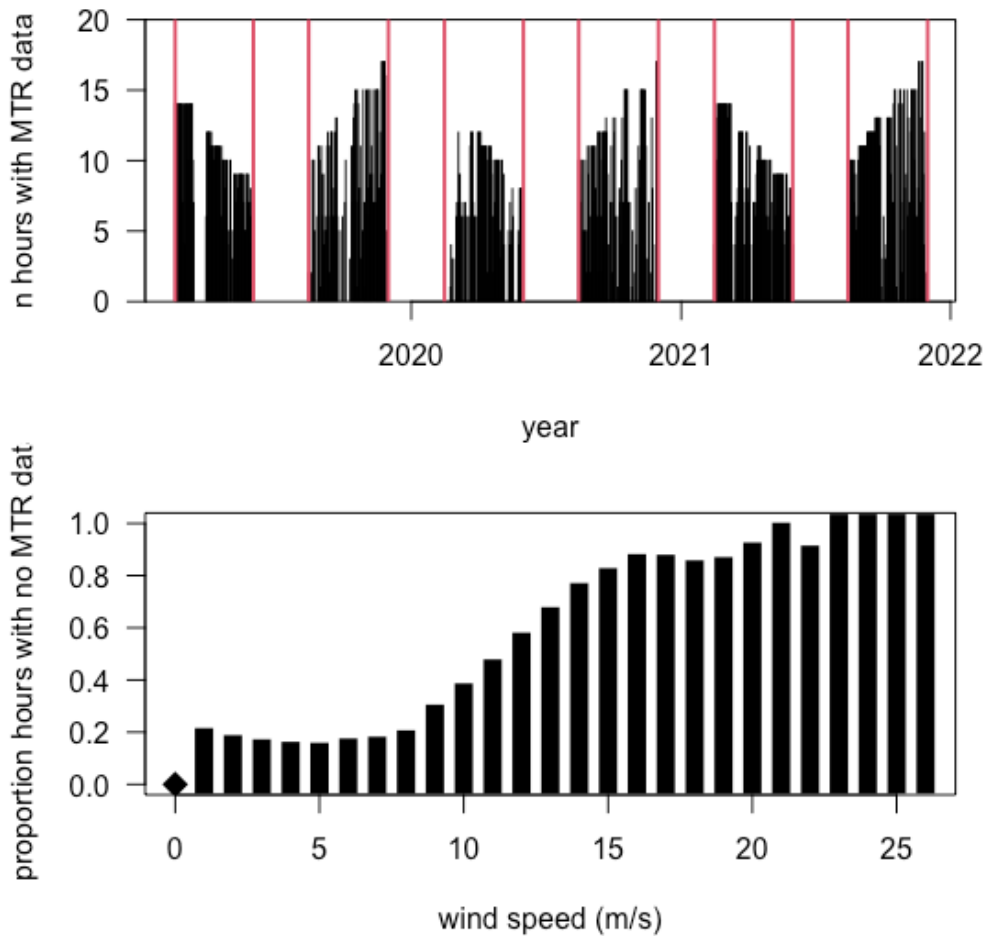 n hours with MTR data
20
15
10
5
0
2020 2021 2022
year
proportion hours with no MTR dat
1.0
0.8
0.6
0.4
0.2
0.0
0 5 10 15 20 25
wind speed (m/s)